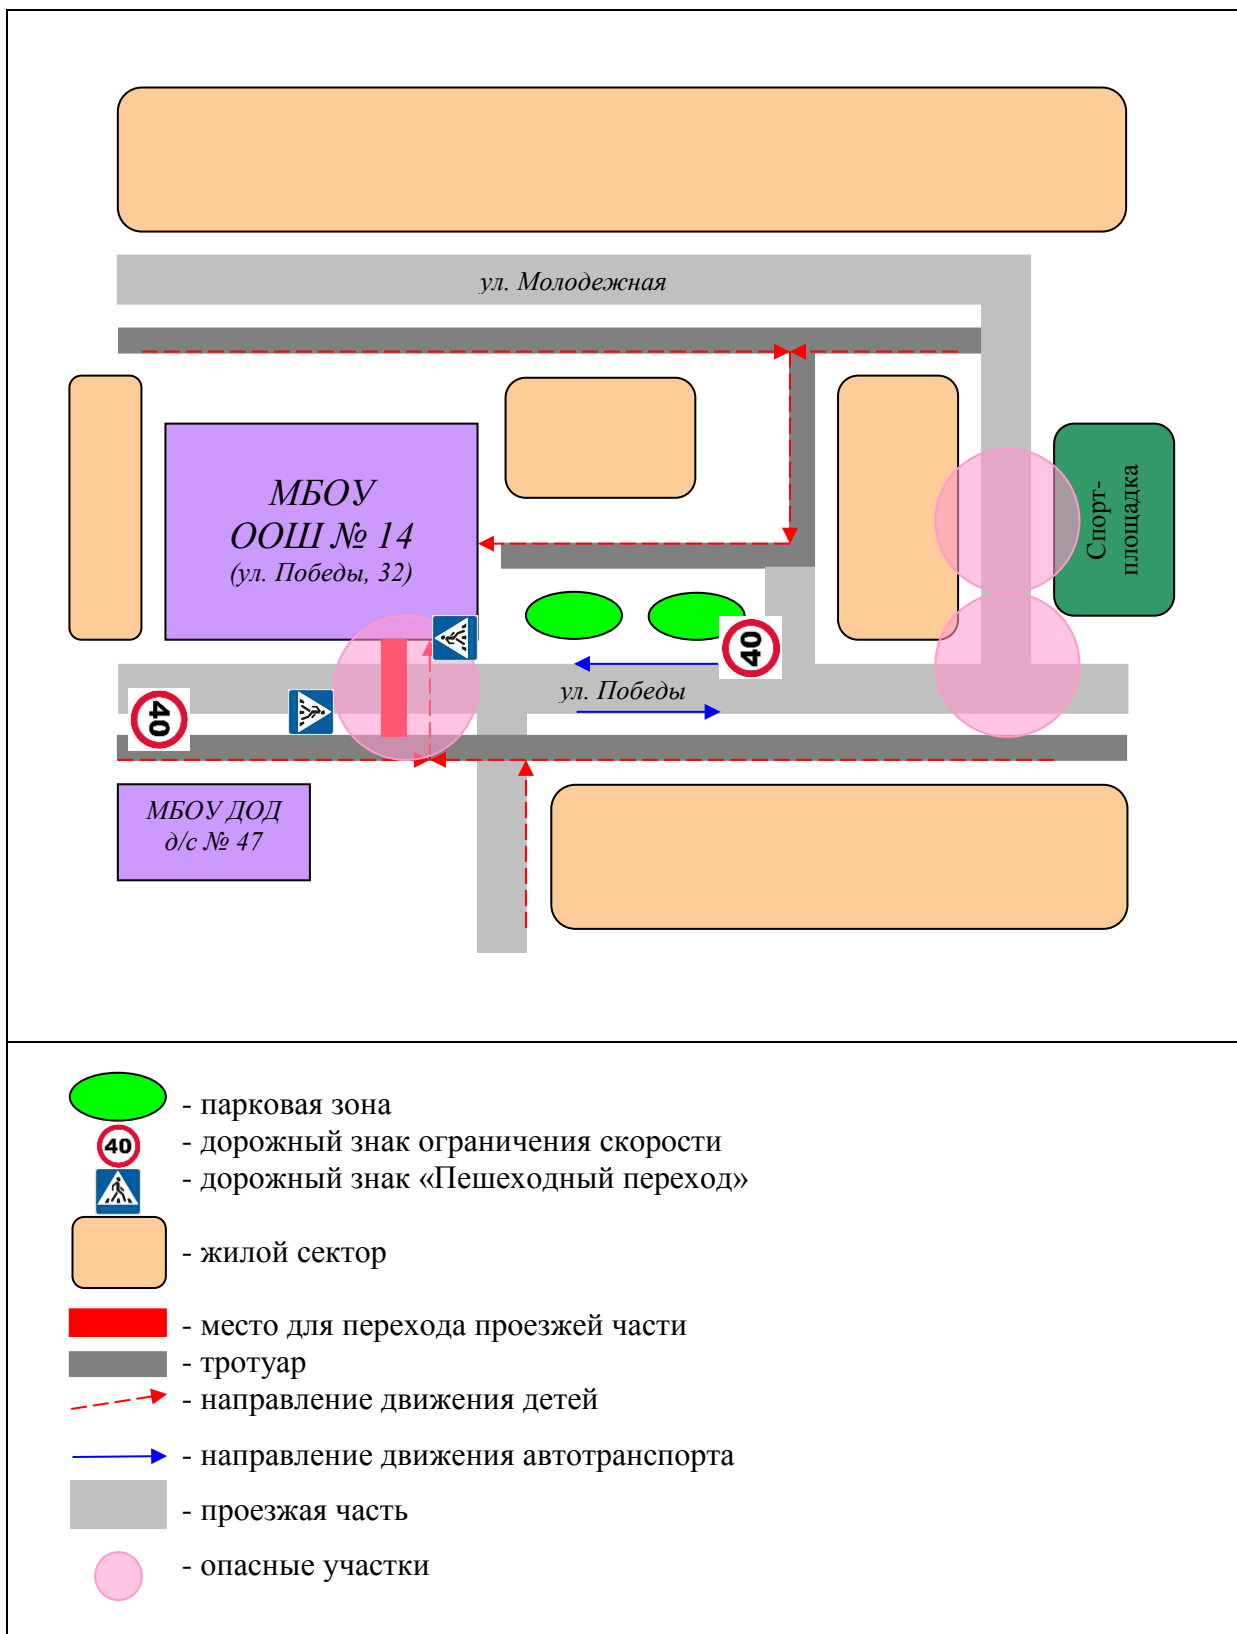 ул. Молодежная
МБОУ
ООШ № 14
(ул. Победы, 32)
Спорт-
площадка
40
ул. Победы
40
МБОУ ДОД
д/с № 47
- парковая зона
40
- дорожный знак ограничения скорости
- дорожный знак «Пешеходный переход»
- жилой сектор
- место для перехода проезжей части
- тротуар
- направление движения детей
- направление движения автотранспорта
- проезжая часть
- опасные участки